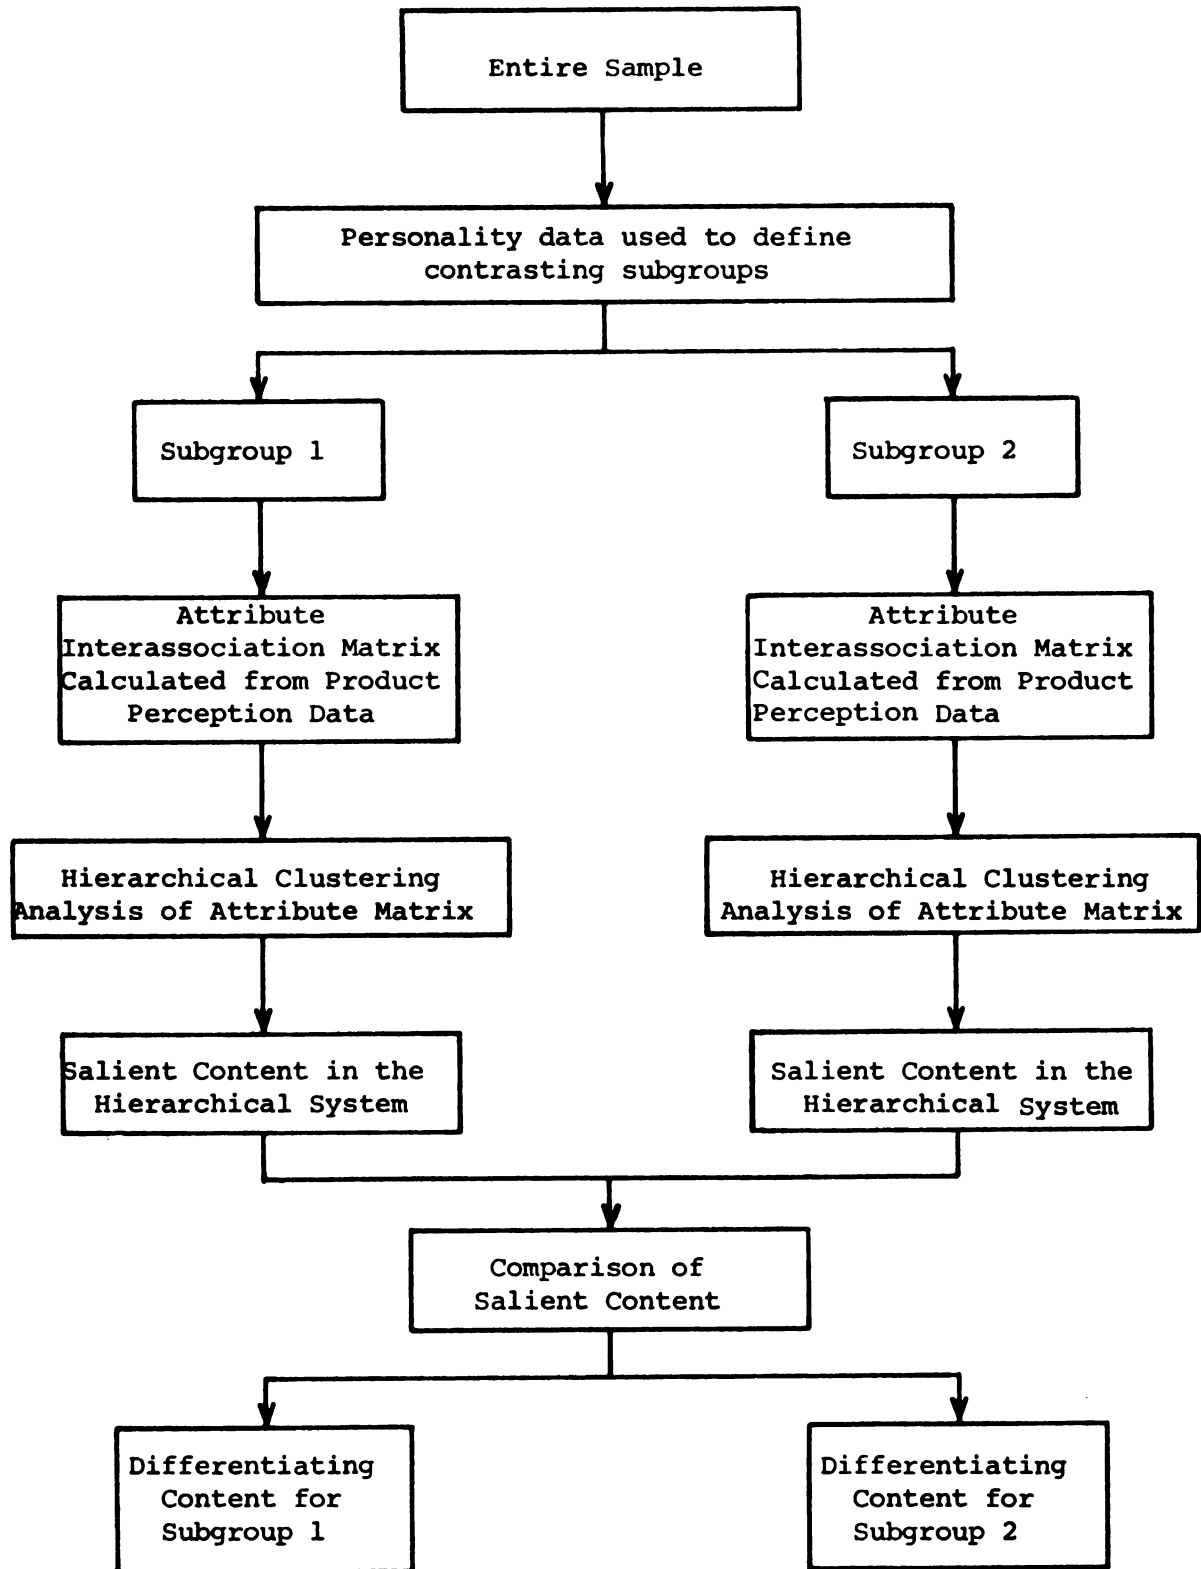 Entire Sample
Personality data used to define
contrasting subgroups
Subgroup 1
Subgroup 2
Attribute
Interassociation Matrix
Calculated from Product
Perception Data
Attribute
Interassociation Matrix
Calculated from Product
Perception Data
Hierarchical Clustering
Analysis of Attribute Matrix
Hierarchical Clustering
Analysis of Attribute Matrix
Salient Content in the
Hierarchical System
Salient Content in the
Hierarchical System
Comparison of
Salient Content
Differentiating
Content for
Subgroup 1
Differentiating
Content for
Subgroup 2